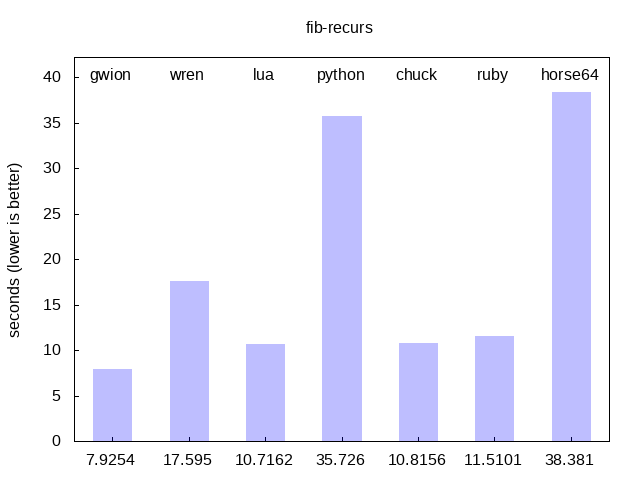 fib-recurs
gwion wren lua python chuck ruby horse64
40
35
30
25
20
15
10
5
0
seconds (lower is better)
7.9254 17.595 10.7162 35.726 10.8156 11.5101 38.381